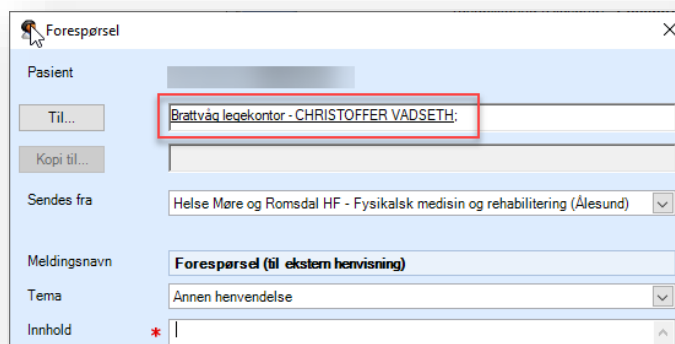 Forespørsel
Pasient
Til...
Brattvåg legekontor - CHRISTOFFER VADSETH;
Kopi til...
Sendes fra
Helse Møre og Romsdal HF - Fysikalsk medisin og rehabilitering (Ålesund)
Meldingsnavn
Forespørsel (til ekstern henvisning)
Tema
Annen henvendelse
Innhold *